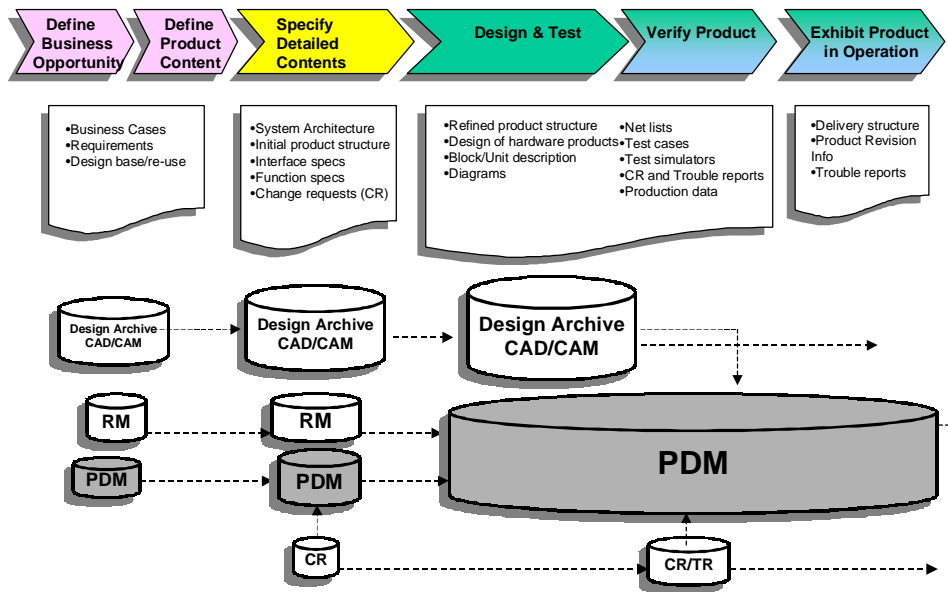 Define
Business
Opportunity
Define
Product
Content
Specify
Detailed
Contents
Design & Test
Verify Product
Exhibit Product
in Operation
•Business Cases
•Requirements
•Design base/re-use
•System Architecture
•Initial product structure
•Interface specs
•Function specs
•Change requests (CR)
•Refined product structure
•Design of hardware products
•Block/Unit description
•Diagrams
•Net lists
•Test cases
•Test simulators
•CR and Trouble reports
•Production data
•Delivery structure
•Product Revision
Info
•Trouble reports
Design Archive
CAD/CAM
Design Archive
CAD/CAM
Design Archive
CAD/CAM
RM
RM
PDM
PDM
PDM
CR
CR/TR